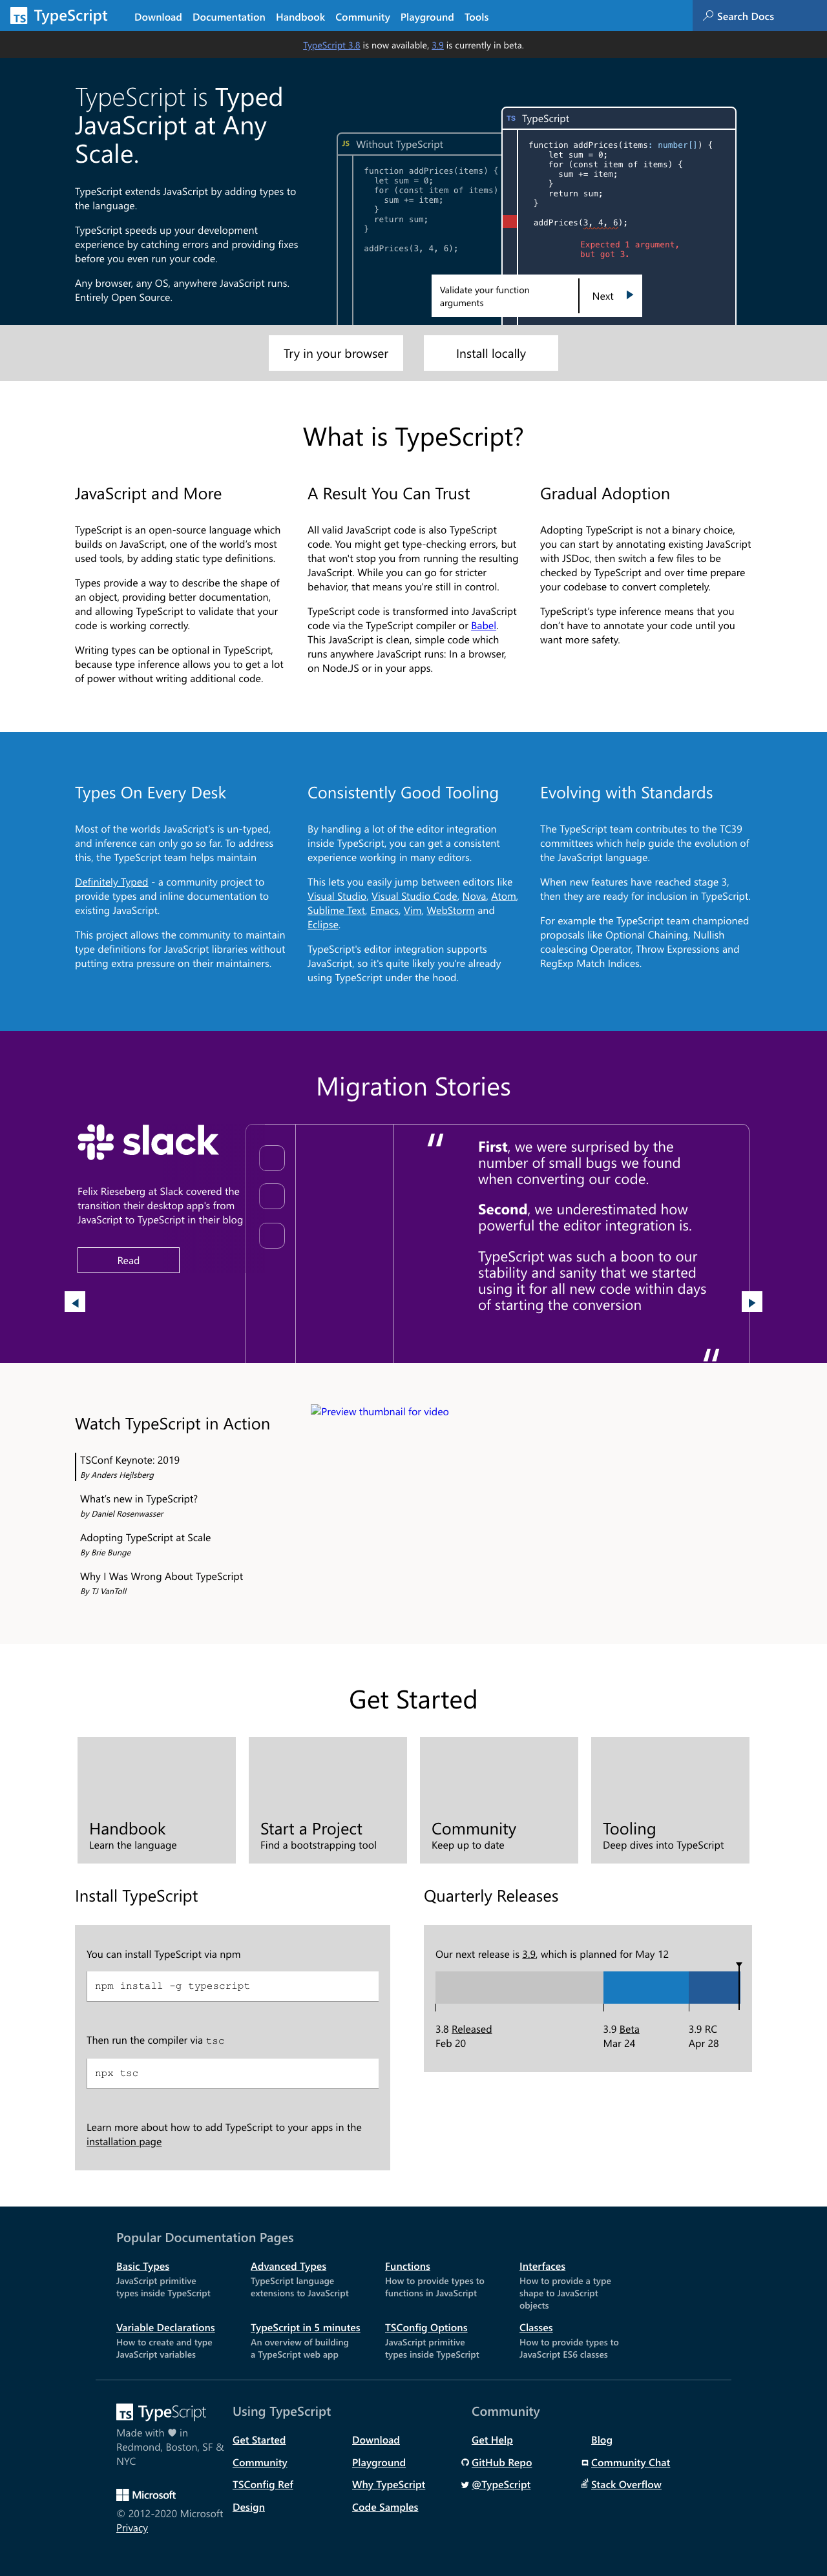 TS TypeScript Download Documentation Handbook Community Playground Tools Search Docs
TypeScript 3.8 is now available, 3.9 is currently in beta.
TypeScript is Typed
JavaScript at Any
Scale.
TypeScript extends JavaScript by adding types to
the language.
TypeScript speeds up your development
experience by catching errors and providing fixes
before you even run your code.
Any browser, any OS, anywhere JavaScript runs.
Entirely Open Source.
JS Without TypeScript
function addPrices(items) {
let sum = 0;
for (const item of items)
sum += item;
}
return sum;
}
addPrices(3, 4, 6);
TS TypeScript
function addPrices(items: number[]) {
let sum = 0;
for (const item of items) {
sum += item;
}
return sum;
}
addPrices(3, 4, 6);
Expected 1 argument,
but got 3.
Validate your function
arguments
Next
Try in your browser
Install locally
What is TypeScript?
JavaScript and More
TypeScript is an open-source language which
builds on JavaScript, one of the world's most
used tools, by adding static type definitions.
Types provide a way to describe the shape of
an object, providing better documentation,
and allowing TypeScript to validate that your
code is working correctly.
Writing types can be optional in TypeScript,
because type inference allows you to get a lot
of power without writing additional code.
A Result You Can Trust
All valid JavaScript code is also TypeScript
code. You might get type-checking errors, but
that won't stop you from running the resulting
JavaScript. While you can go for stricter
behavior, that means you're still in control.
TypeScript code is transformed into JavaScript
code via the TypeScript compiler or Babel.
This JavaScript is clean, simple code which
runs anywhere JavaScript runs: In a browser,
on Node.JS or in your apps.
Gradual Adoption
Adopting TypeScript is not a binary choice,
you can start by annotating existing JavaScript
with JSDoc, then switch a few files to be
checked by TypeScript and over time prepare
your codebase to convert completely.
TypeScript's type inference means that you
don't have to annotate your code until you
want more safety.
Types On Every Desk
Most of the worlds JavaScript's is un-typed,
and inference can only go so far. To address
this, the TypeScript team helps maintain
Definitely Typed - a community project to
provide types and inline documentation to
existing JavaScript.
This project allows the community to maintain
type definitions for JavaScript libraries without
putting extra pressure on their maintainers.
Consistently Good Tooling
By handling a lot of the editor integration
inside TypeScript, you can get a consistent
experience working in many editors.
This lets you easily jump between editors like
Visual Studio, Visual Studio Code, Nova, Atom,
Sublime Text, Emacs, Vim, WebStorm and
Eclipse.
TypeScript's editor integration supports
JavaScript, so it's quite likely you're already
using TypeScript under the hood.
Evolving with Standards
The TypeScript team contributes to the TC39
committees which help guide the evolution of
the JavaScript language.
When new features have reached stage 3,
then they are ready for inclusion in TypeScript.
For example the TypeScript team championed
proposals like Optional Chaining, Nullish
coalescing Operator, Throw Expressions and
RegExp Match Indices.
Migration Stories
slack
Felix Rieseberg at Slack covered the
transition their desktop app's from
JavaScript to TypeScript in their blog
Read
"
First, we were surprised by the
number of small bugs we found
when converting our code.
Second, we underestimated how
powerful the editor integration is.
TypeScript was such a boon to our
stability and sanity that we started
using it for all new code within days
of starting the conversion
"
Watch TypeScript in Action
TSConf Keynote: 2019
By Anders Hejlsberg
What's new in TypeScript?
by Daniel Rosenwasser
Adopting TypeScript at Scale
By Brie Bunge
Why I Was Wrong About TypeScript
By TJ VanToll
Preview thumbnail for video
Get Started
Handbook
Learn the language
Start a Project
Find a bootstrapping tool
Community
Keep up to date
Tooling
Deep dives into TypeScript
Install TypeScript
You can install TypeScript via npm
npm install -g typescript
Then run the compiler via tsc
npx tsc
Learn more about how to add TypeScript to your apps in the
installation page
Quarterly Releases
Our next release is 3.9, which is planned for May 12
3.8 Released
Feb 20
3.9 Beta
Mar 24
3.9 RC
Apr 28
Popular Documentation Pages
Basic Types
JavaScript primitive
types inside TypeScript
Advanced Types
TypeScript language
extensions to JavaScript
Functions
How to provide types to
functions in JavaScript
Interfaces
How to provide a type
shape to JavaScript
objects
Variable Declarations
How to create and type
JavaScript variables
TypeScript in 5 minutes
An overview of building
a TypeScript web app
TSConfig Options
JavaScript primitive
types inside TypeScript
Classes
How to provide types to
JavaScript ES6 classes
TS TypeScript
Made with ♥ in
Redmond, Boston, SF &
NYC
Microsoft
© 2012-2020 Microsoft
Privacy
Using TypeScript
Get Started
Community
TSConfig Ref
Design
Download
Playground
Why TypeScript
Code Samples
Community
Get Help
GitHub Repo
@TypeScript
Blog
Community Chat
Stack Overflow